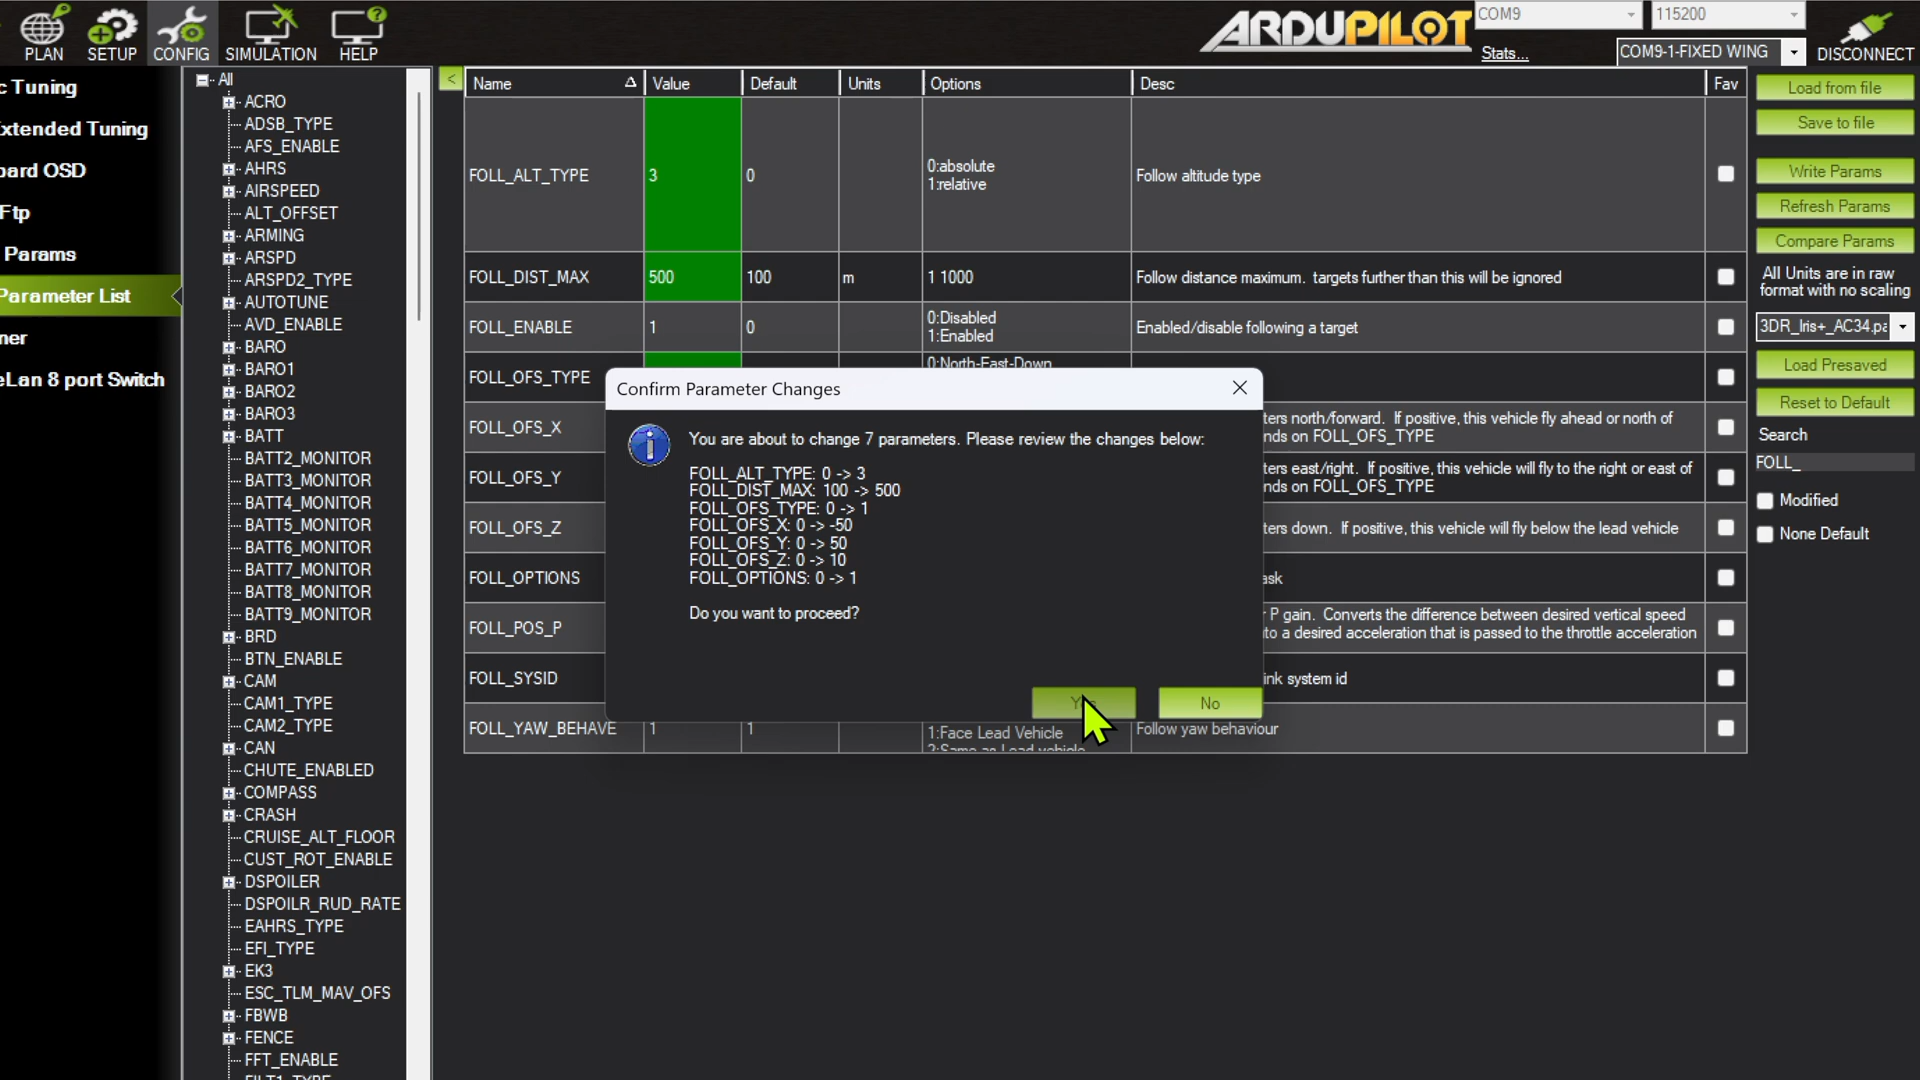 PLAN
SETUP
CONFIG
SIMULATION
HELP
ARDUPILOT
COM9
115200
Stats...
COM9-1-FIXED WING
DISCONNECT
c Tuning
xtended Tuning
oard OSD
Ftp
Params
Parameter List
ner
eLan 8 port Switch
All
ACRO
ADSB_TYPE
AFS_ENABLE
AHRS
AIRSPEED
ALT_OFFSET
ARMING
ARSPD
ARSPD2_TYPE
AUTOTUNE
AVD_ENABLE
BARO
BARO1
BARO2
BARO3
BATT
BATT2_MONITOR
BATT3_MONITOR
BATT4_MONITOR
BATT5_MONITOR
BATT6_MONITOR
BATT7_MONITOR
BATT8_MONITOR
BATT9_MONITOR
BRD
BTN_ENABLE
CAM
CAM1_TYPE
CAM2_TYPE
CAN
CHUTE_ENABLED
COMPASS
CRASH
CRUISE_ALT_FLOOR
CUST_ROT_ENABLE
DSPOILER
DSPOILR_RUD_RATE
EAHRS_TYPE
EFI_TYPE
EK3
ESC_TLM_MAV_OFS
FBWB
FENCE
FFT_ENABLE
FILT1_TYPE
<
Name Value Default Units Options Desc Fav
FOLL_ALT_TYPE 3 0 0:absolute
1:relative
Follow altitude type
FOLL_DIST_MAX 500 100 m 1 1000 Follow distance maximum. targets further than this will be ignored
FOLL_ENABLE 1 0 0:Disabled
1:Enabled
Enabled/disable following a target
FOLL_OFS_TYPE 0:North-East-Down
FOLL_OFS_X
ters north/forward. If positive, this vehicle fly ahead or north of
nds on FOLL_OFS_TYPE
FOLL_OFS_Y
ters east/right. If positive, this vehicle will fly to the right or east of
nds on FOLL_OFS_TYPE
FOLL_OFS_Z
ters down. If positive, this vehicle will fly below the lead vehicle
FOLL_OPTIONS
ask
FOLL_POS_P
P gain. Converts the difference between desired vertical speed
to a desired acceleration that is passed to the throttle acceleration
FOLL_SYSID
ink system id
FOLL_YAW_BEHAVE 1 1 1:Face Lead Vehicle
2:Same as Lead vehicle
Follow yaw behaviour
Confirm Parameter Changes
You are about to change 7 parameters. Please review the changes below:
FOLL_ALT_TYPE: 0 -> 3
FOLL_DIST_MAX: 100 -> 500
FOLL_OFS_TYPE: 0 -> 1
FOLL_OFS_X: 0 -> -50
FOLL_OFS_Y: 0 -> 50
FOLL_OFS_Z: 0 -> 10
FOLL_OPTIONS: 0 -> 1
Do you want to proceed?
Yes
No
Load from file
Save to file
Write Params
Refresh Params
Compare Params
All Units are in raw
format with no scaling
3DR_Iris+_AC34.pa
Load Presaved
Reset to Default
Search
FOLL_
Modified
None Default